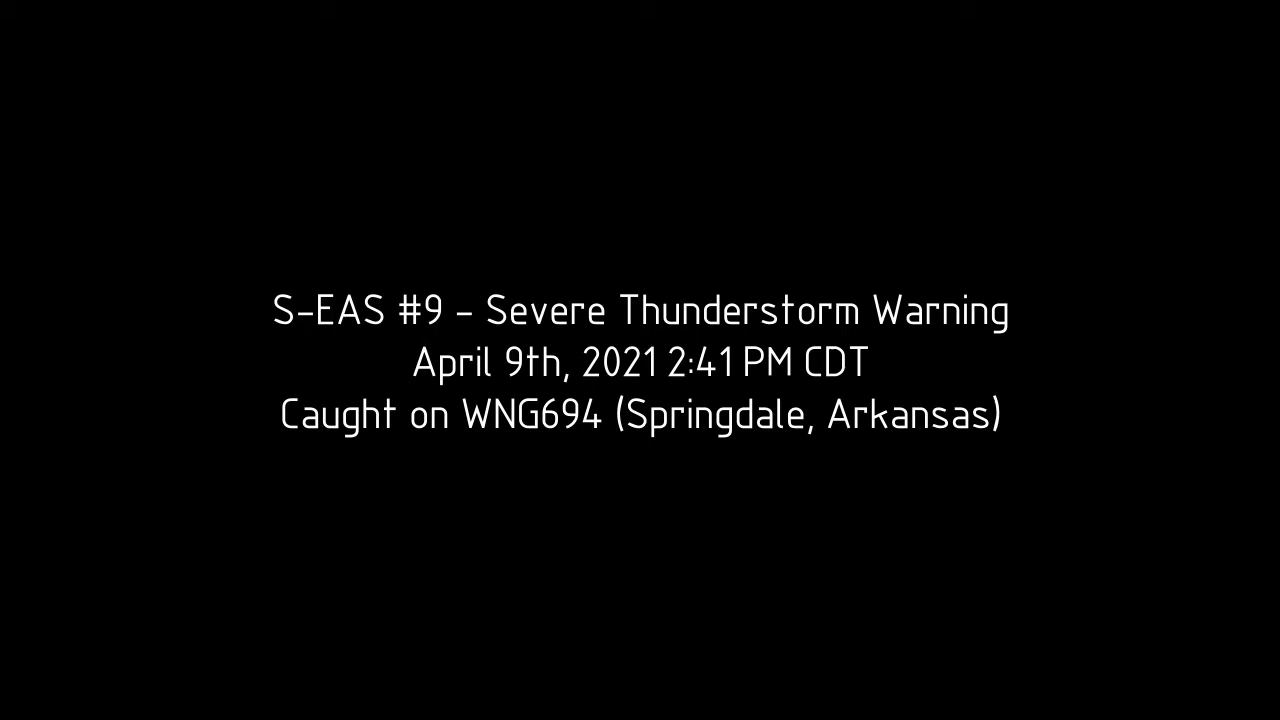 S-EAS #9 - Severe Thunderstorm Warning
April 9th, 2021 2:41 PM CDT
Caught on WNG694 (Springdale, Arkansas)